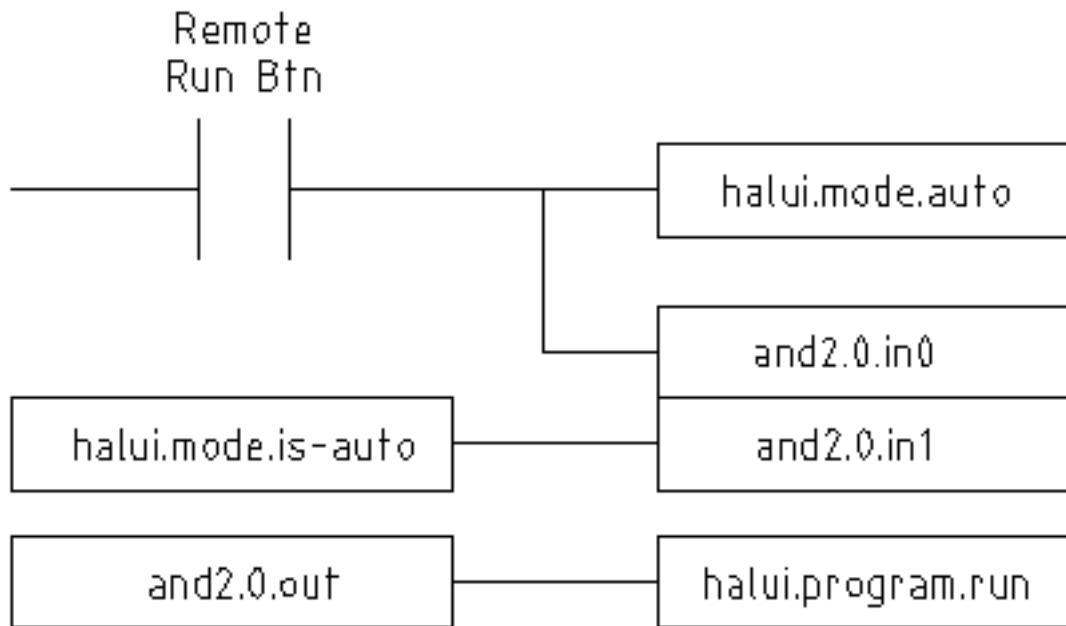 Remote
Run Btn
halui.mode.auto
and2.0.in0
halui.mode.is-auto
and2.0.in1
and2.0.out
halui.program.run